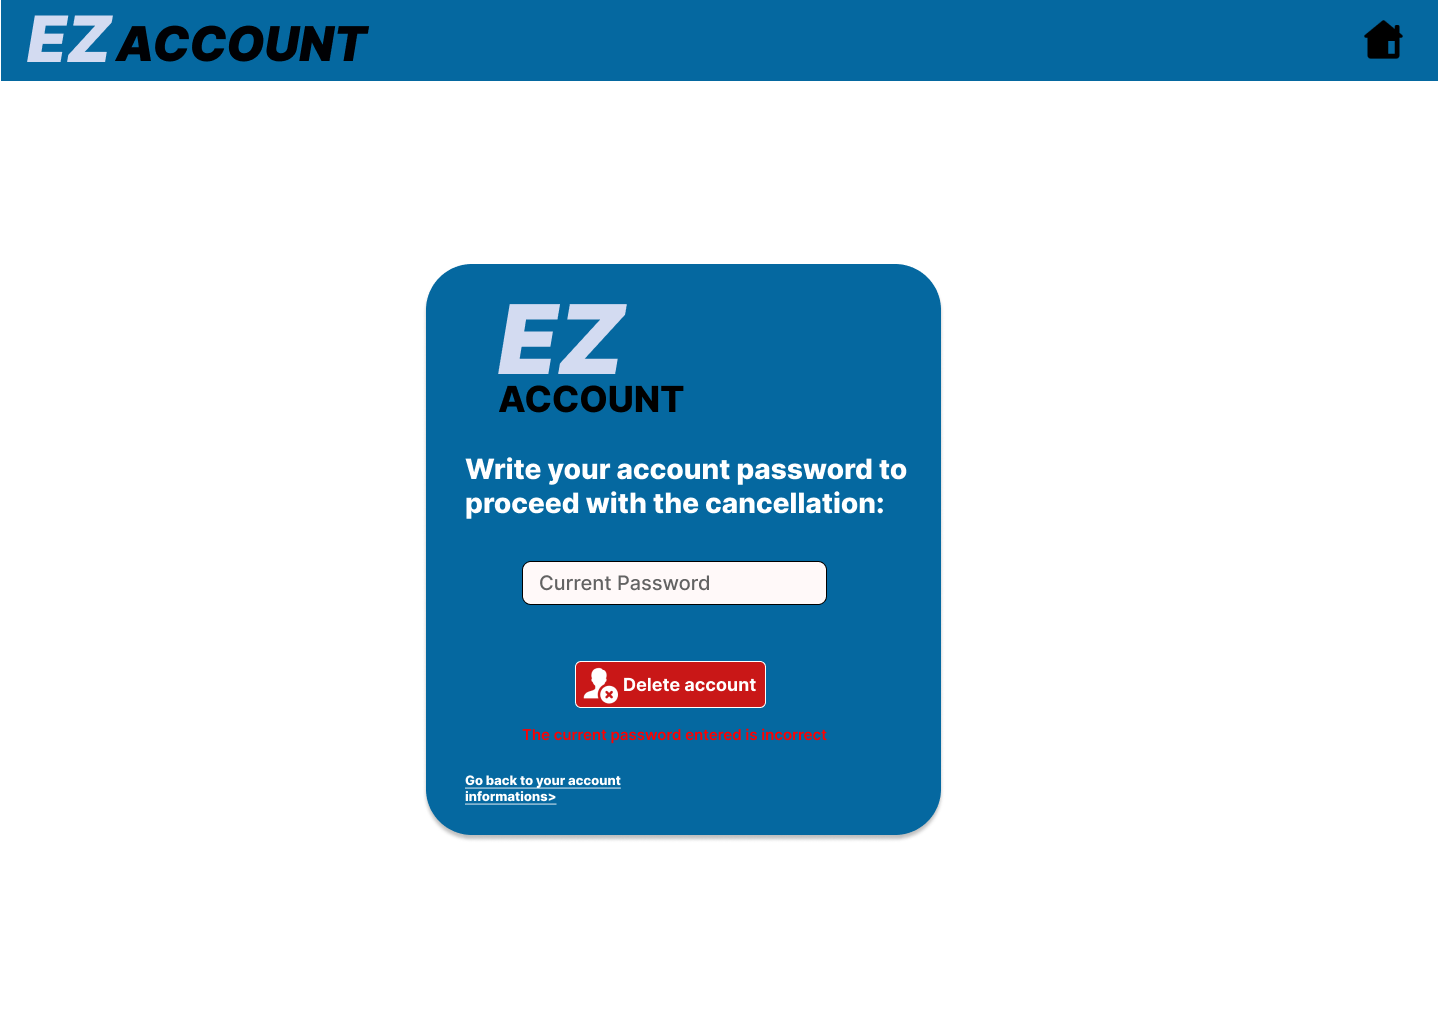 EZ ACCOUNT
EZ
ACCOUNT
Write your account password to
proceed with the cancellation:
Current Password
Delete account
The current password entered is incorrect
Go back to your account
informations>